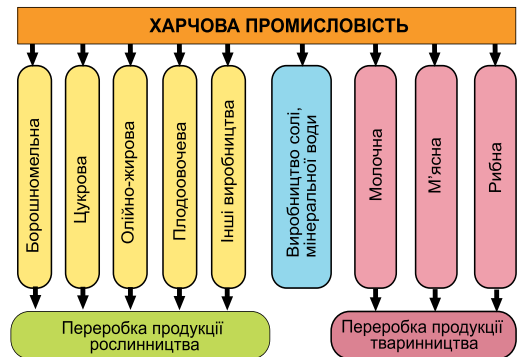 ХАРЧОВА ПРОМИСЛОВІСТЬ
Борошномельна
Цукрова
Олійно-жирова
Плодоовочева
Інші виробництва
Виробництво солі,
мінеральної води
Молочна
М'ясна
Рибна
Переробка продукції
рослинництва
Переробка продукції
тваринництва